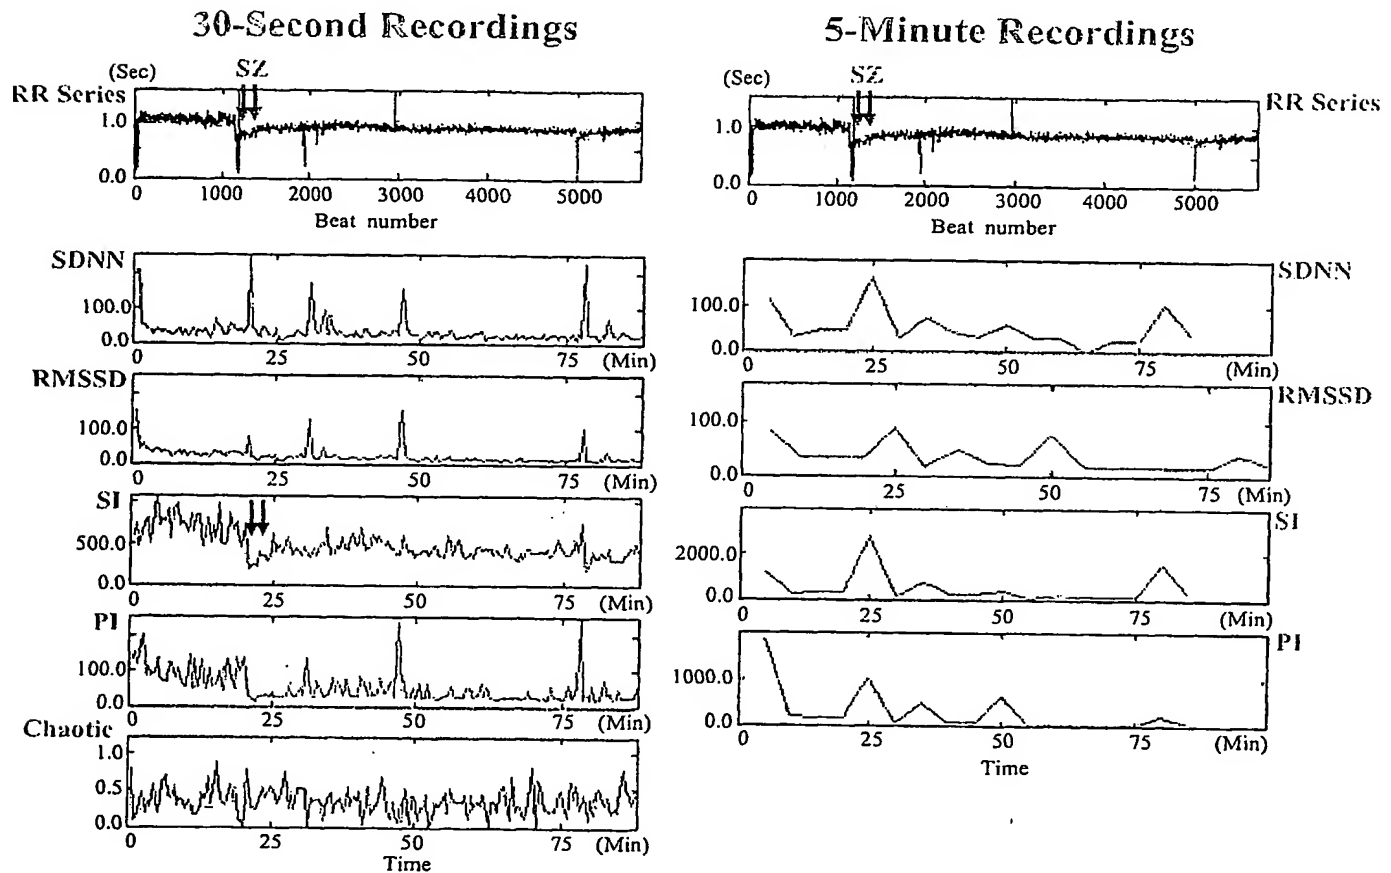 30-Second Recordings
(Sec)
SZ
RR Series
1.0
0.0
0 1000 2000 3000 4000 5000
Beat number
SDNN
100.0
0.0
0 25 50 75 (Min)
RMSSD
100.0
0.0
0 25 50 75 (Min)
SI
500.0
0.0
0 25 50 75 (Min)
PI
100.0
0.0
0 25 50 75 (Min)
Chaotic
1.0
0.5
0.0
0 25 50 75 (Min)
Time
5-Minute Recordings
(Sec)
SZ
RR Series
1.0
0.0
0 1000 2000 3000 4000 5000
Beat number
SDNN
100.0
0.0
0 25 50 75 (Min)
RMSSD
100.0
0.0
0 25 50 75 (Min)
SI
2000.0
0.0
0 25 50 75 (Min)
PI
1000.0
0.0
0 25 50 75 (Min)
Time